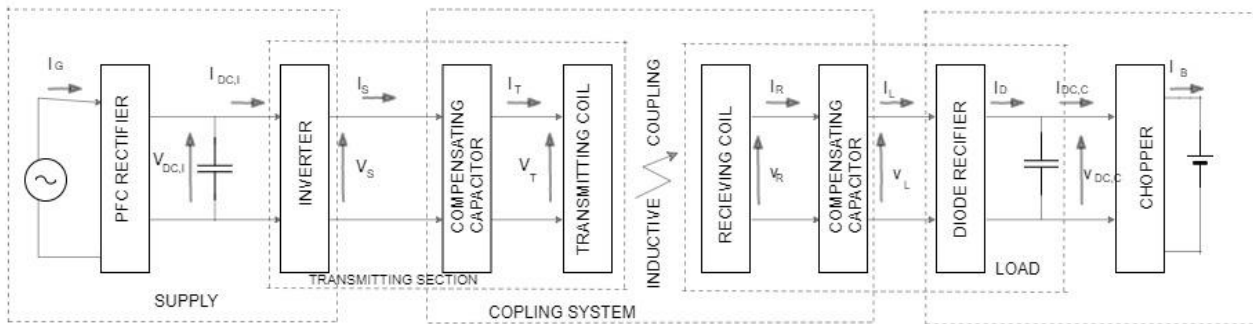 I G
PFC RECTIFIER
I DC,I
V DC,I
INVERTER
I S
V S
COMPENSATING
CAPACITOR
I T
V T
TRANSMITTING COIL
INDUCTIVE COUPLING
RECIEVING COIL
I R
V R
COMPENSATING
CAPACITOR
I L
V L
DIODE RECIFIER
I D
I DC,C
V DC,C
CHOPPER
I B
TRANSMITTING SECTION
LOAD
SUPPLY
COPLING SYSTEM